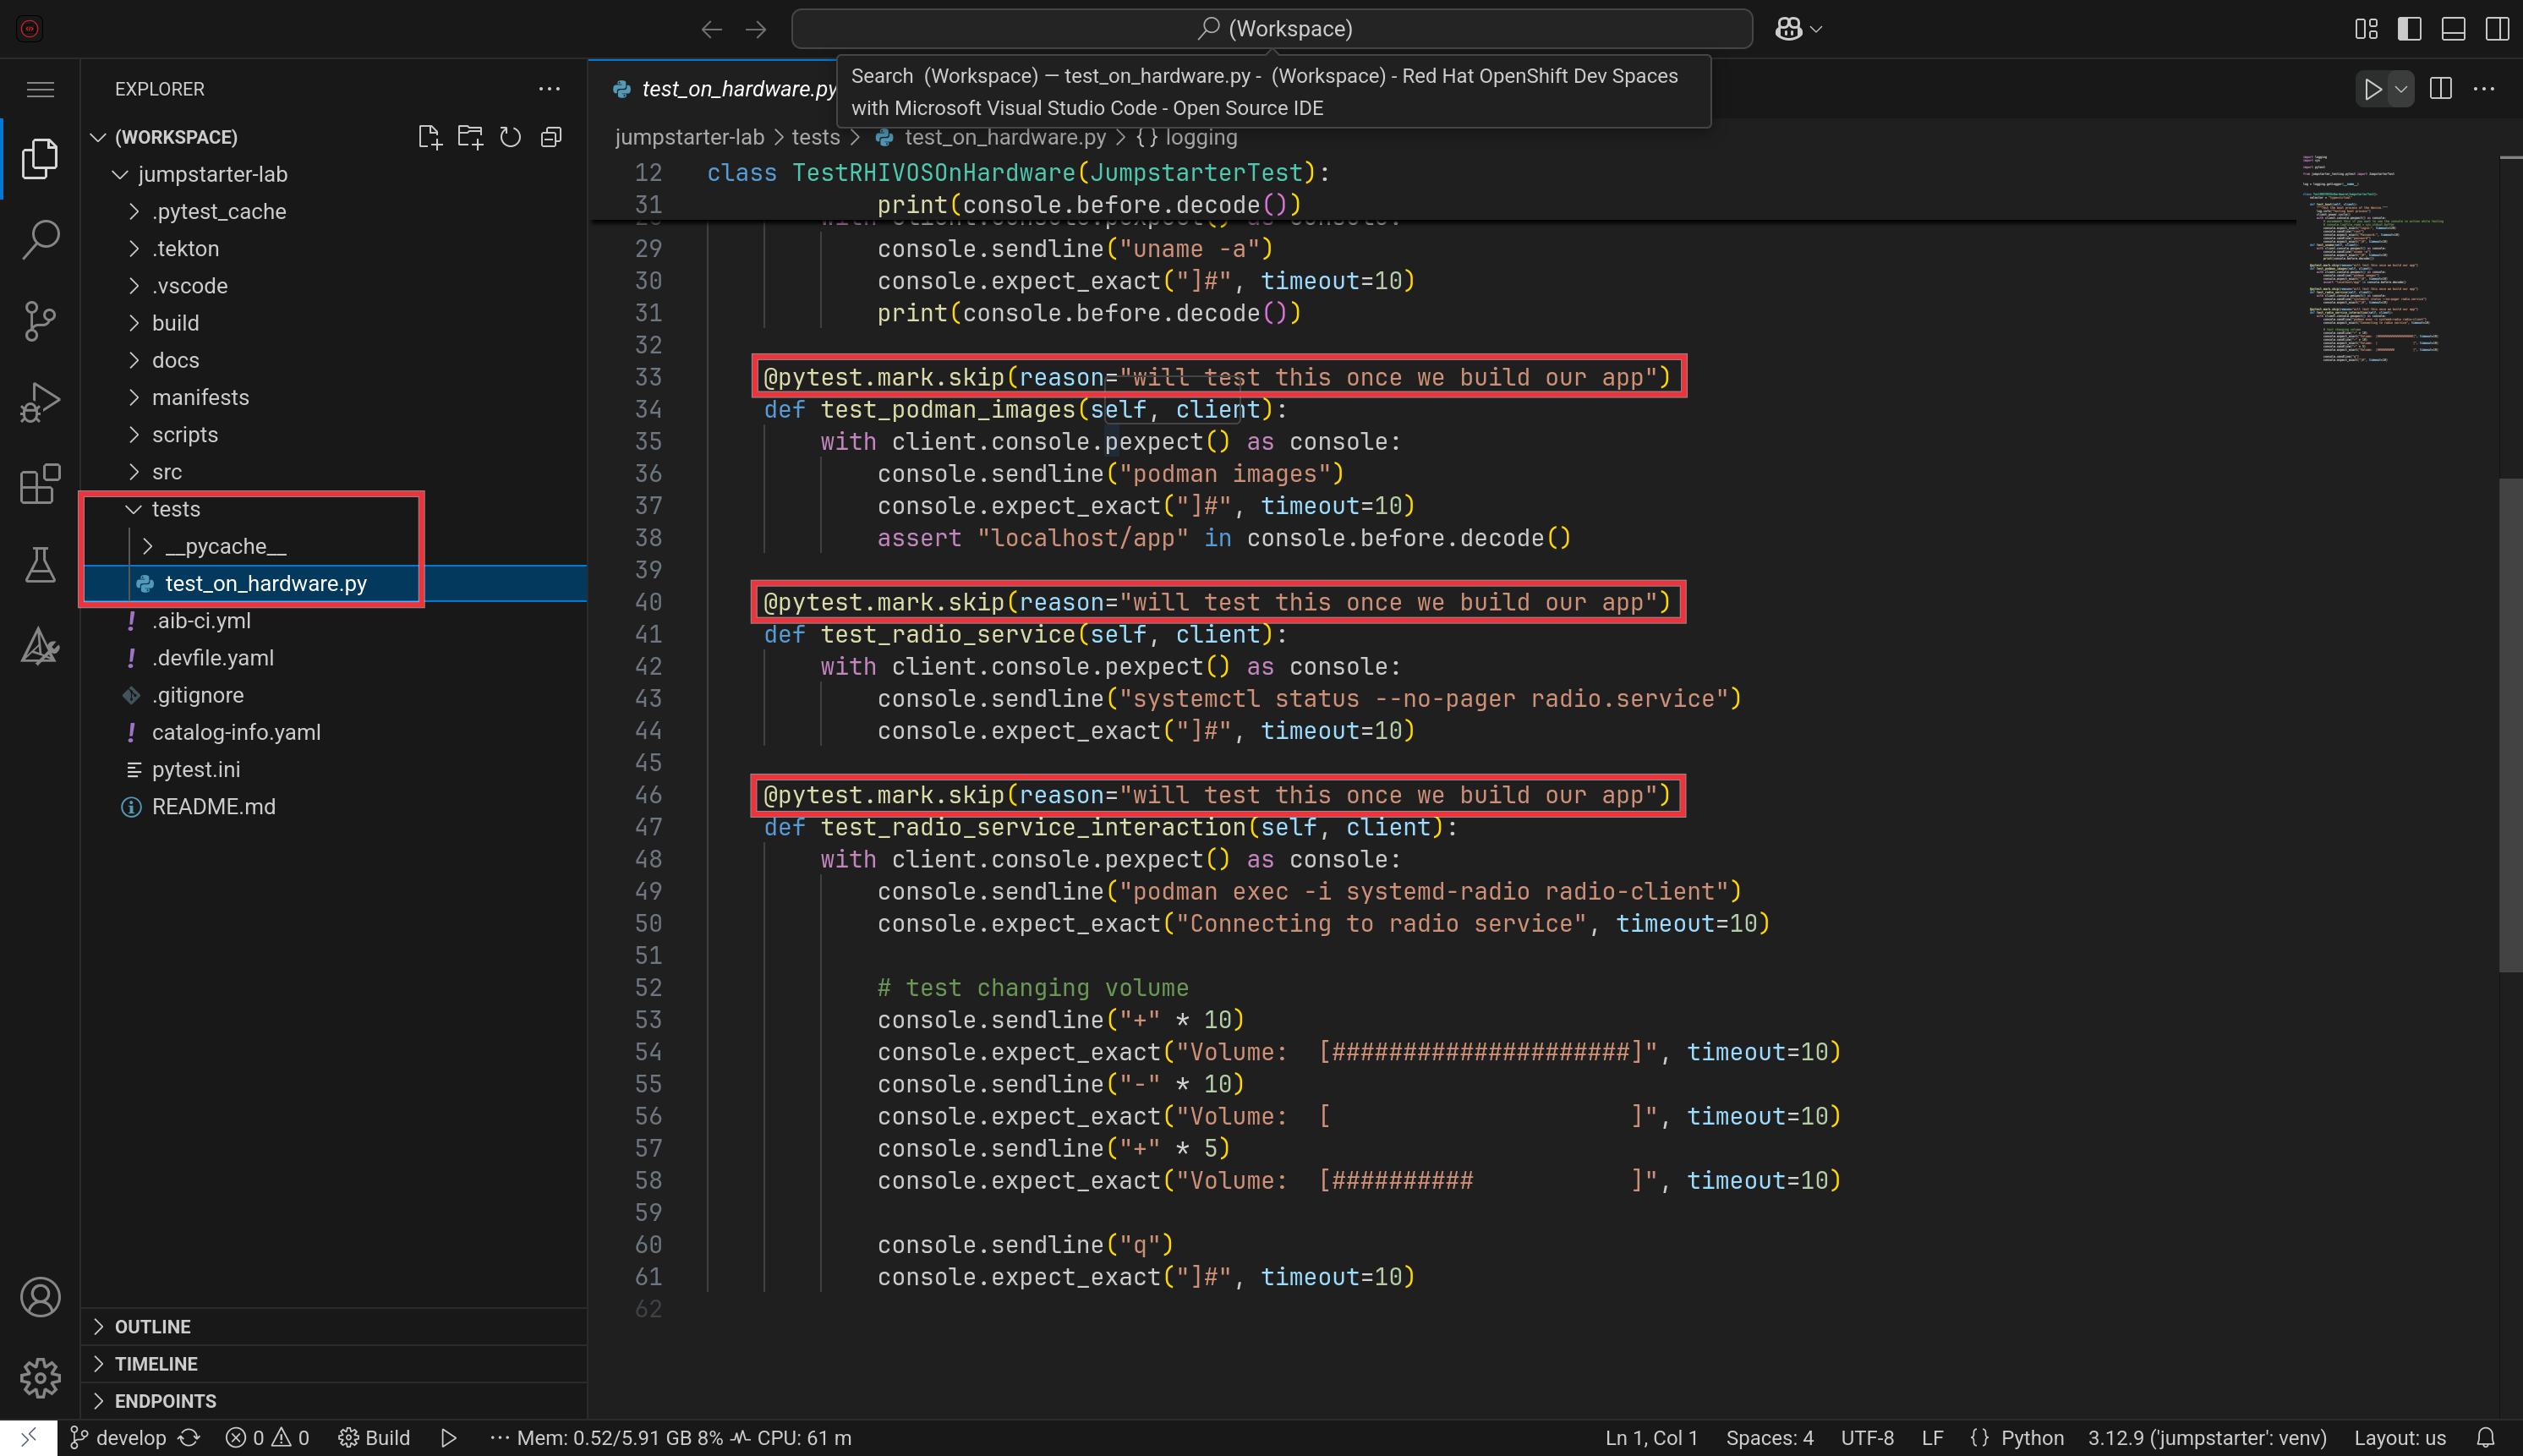 (Workspace)
Search  (Workspace) — test_on_hardware.py -  (Workspace) - Red Hat OpenShift Dev Spaces
with Microsoft Visual Studio Code - Open Source IDE
EXPLORER
(WORKSPACE)
jumpstarter-lab
.pytest_cache
.tekton
.vscode
build
docs
manifests
scripts
src
tests
__pycache__
test_on_hardware.py
.aib-ci.yml
.devfile.yaml
.gitignore
catalog-info.yaml
pytest.ini
README.md
OUTLINE
TIMELINE
ENDPOINTS
test_on_hardware.py
jumpstarter-lab > tests > test_on_hardware.py > {} logging
12 class TestRHIVOSOnHardware(JumpstarterTest):
31 print(console.before.decode())
29 console.sendline("uname -a")
30 console.expect_exact("]#", timeout=10)
31 print(console.before.decode())
32
33 @pytest.mark.skip(reason="will test this once we build our app")
34 def test_podman_images(self, client):
35 with client.console.pexpect() as console:
36 console.sendline("podman images")
37 console.expect_exact("]#", timeout=10)
38 assert "localhost/app" in console.before.decode()
39
40 @pytest.mark.skip(reason="will test this once we build our app")
41 def test_radio_service(self, client):
42 with client.console.pexpect() as console:
43 console.sendline("systemctl status --no-pager radio.service")
44 console.expect_exact("]#", timeout=10)
45
46 @pytest.mark.skip(reason="will test this once we build our app")
47 def test_radio_service_interaction(self, client):
48 with client.console.pexpect() as console:
49 console.sendline("podman exec -i systemd-radio radio-client")
50 console.expect_exact("Connecting to radio service", timeout=10)
51
52 # test changing volume
53 console.sendline("+" * 10)
54 console.expect_exact("Volume:  [#####################]", timeout=10)
55 console.sendline("-" * 10)
56 console.expect_exact("Volume:  [                     ]", timeout=10)
57 console.sendline("+" * 5)
58 console.expect_exact("Volume:  [##########           ]", timeout=10)
59
60 console.sendline("q")
61 console.expect_exact("]#", timeout=10)
62
develop 0 0 Build ··· Mem: 0.52/5.91 GB 8% CPU: 61 m Ln 1, Col 1 Spaces: 4 UTF-8 LF {} Python 3.12.9 ('jumpstarter': venv) Layout: us